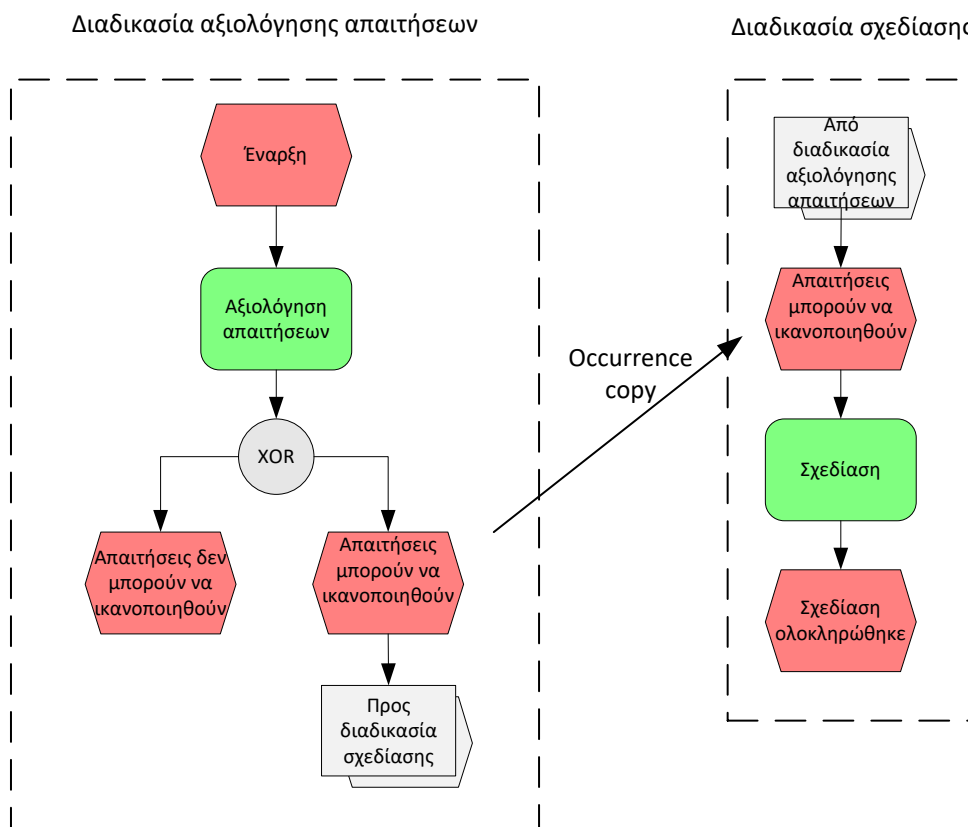 Διαδικασία αξιολόγησης απαιτήσεων
Έναρξη
Αξιολόγηση
απαιτήσεων
XOR
Απαιτήσεις δεν
μπορούν να
ικανοποιηθούν
Απαιτήσεις
μπορούν να
ικανοποιηθούν
Προς
διαδικασία
σχεδίασης
Occurrence
copy
Διαδικασία σχεδίασης
Από
διαδικασία
αξιολόγησης
απαιτήσεων
Απαιτήσεις
μπορούν να
ικανοποιηθούν
Σχεδίαση
Σχεδίαση
ολοκληρώθηκε